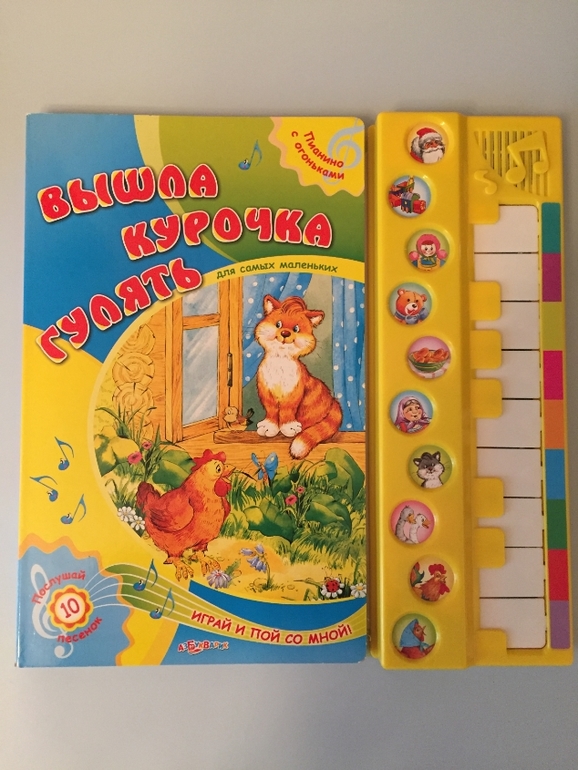 Пианино
с огоньками
ВЫШЛА
КУРОЧКА
ГУЛЯТЬ
для самых маленьких
Послушай
10
песенок
ИГРАЙ И ПОЙ СО МНОЙ!
АЗБУКВАРИК